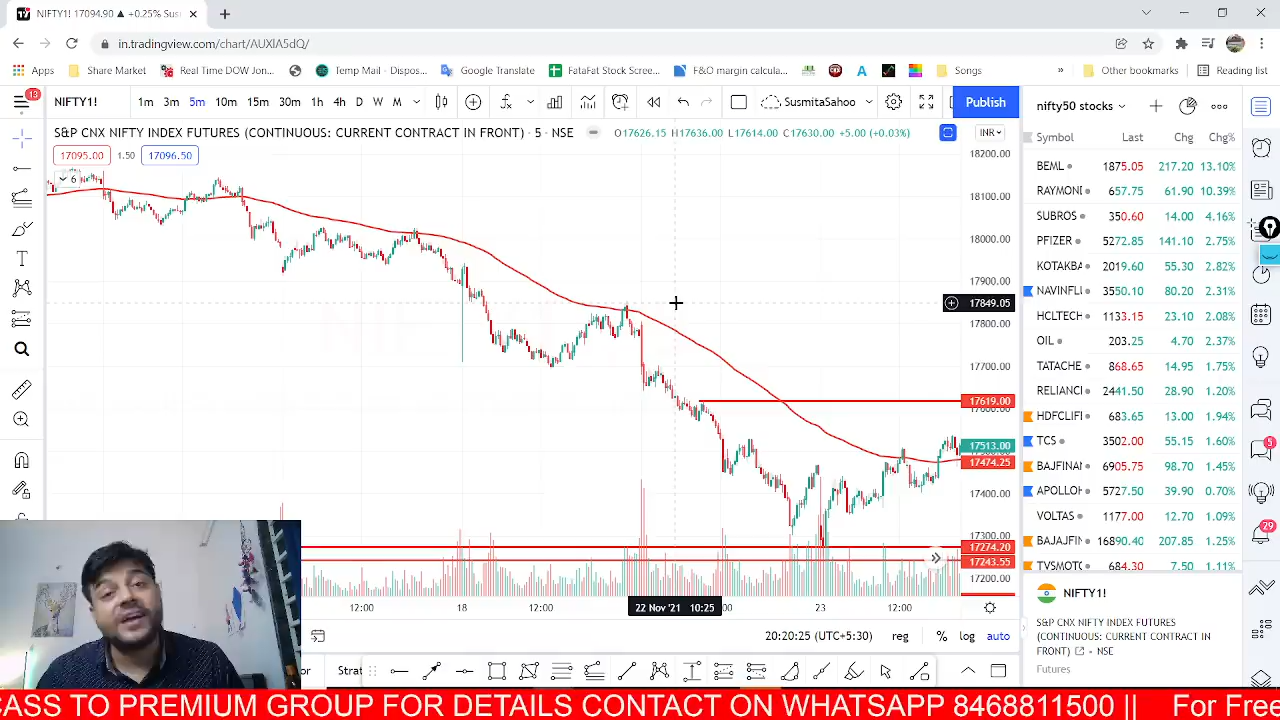 NIFTY1! 17094.90 ▲ +0.25% Sus
in.tradingview.com/chart/AUXIA5dQ/
Apps Share Market Real Time DOW Jon... Temp Mail - Dispos... Google Translate FataFat Stock Scree... F&O margin calcula... Songs » Other bookmarks Reading list
13 NIFTY1! 1m 3m 5m 10m 15m 30m 1h 4h D W M SusmitaSahoo Publish nifty50 stocks
S&P CNX NIFTY INDEX FUTURES (CONTINUOUS: CURRENT CONTRACT IN FRONT) · 5 · NSE O17626.15 H17636.00 L17614.00 C17630.00 +5.00 (+0.03%) INR
17095.00 1.50 17096.50
6
18200.00
18100.00
18000.00
17900.00
17849.05
17800.00
17700.00
17619.00
17600.00
17513.00
17474.25
17400.00
17300.00
17274.20
17243.55
17200.00
12:00 18 12:00 22 Nov '21 10:25 :00 23 12:00
20:20:25 (UTC+5:30) reg % log auto
Strat
Symbol Last Chg Chg%
BEML 1875.05 217.20 13.10%
RAYMOND 657.75 61.90 10.39%
SUBROS 350.60 14.00 4.16%
PFIZER 5272.85 141.10 2.75%
KOTAKBA 2019.60 55.30 2.82%
NAVINFL 3550.10 80.20 2.31%
HCLTECH 1133.15 23.10 2.08%
OIL 203.25 4.70 2.37%
TATACHE 868.65 14.95 1.20%
RELIANCI 2441.50 28.90 1.20%
HDFCLIFI 683.65 13.00 1.94%
TCS 3502.00 55.15 1.60%
BAJFINA 6905.75 98.70 1.45%
APOLLOH 5727.50 39.90 0.70%
VOLTAS 1177.00 12.70 1.09%
BAJAJFIN 16890.40 207.85 1.25%
TVSMOTO 684.30 7.50 1.11%
5
29
NIFTY1!
S&P CNX NIFTY INDEX FUTURES
(CONTINUOUS: CURRENT CONTRACT IN
FRONT) · NSE
Futures
CASS TO PREMIUM GROUP FOR DETAILS CONTACT ON WHATSAPP 8468811500 || For Free